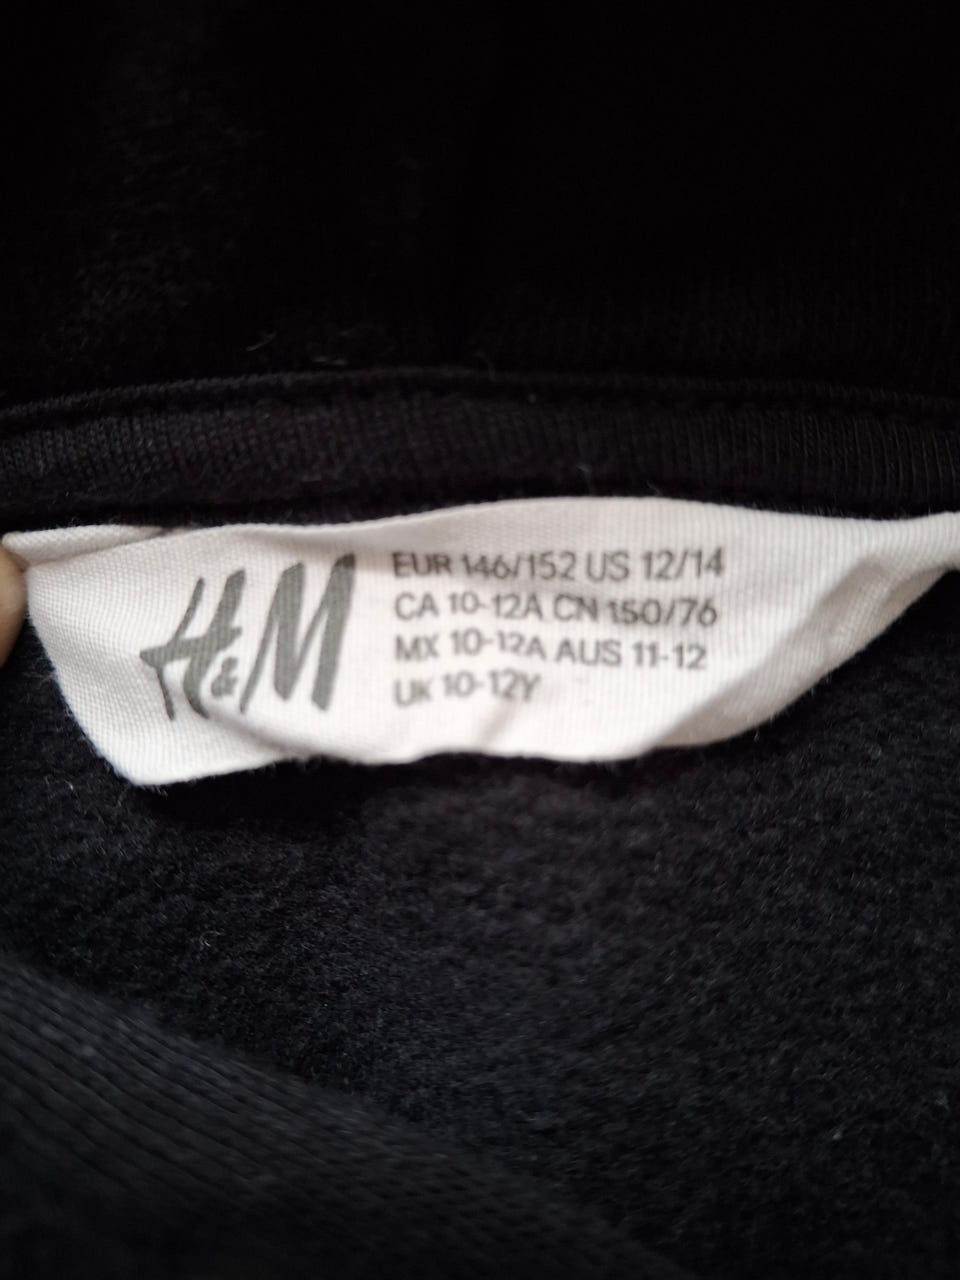 H&M
EUR 146/152 US 12/14
CA 10-12A CN 150/76
MX 10-12A AUS 11-12
UK 10-12Y